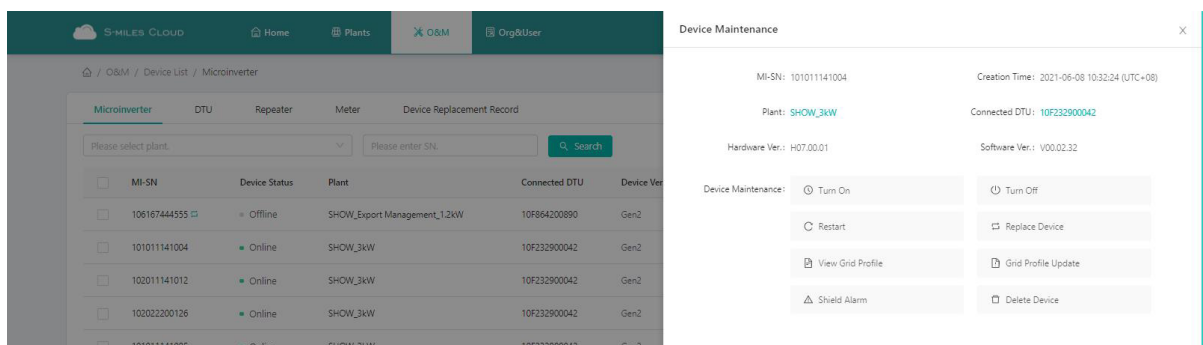 S-MILES CLOUD
Home
Plants
O&M
Org&User
/ O&M / Device List / Microinverter
Microinverter
DTU
Repeater
Meter
Device Replacement Record
Please select plant.
Please enter SN.
Search
MI-SN Device Status Plant Connected DTU Device Ver
106167444555 Offline SHOW_Export Management_1.2kW 10F864200890 Gen2
101011141004 Online SHOW_3kW 10F232900042 Gen2
102011141012 Online SHOW_3kW 10F232900042 Gen2
102022200126 Online SHOW_3kW 10F232900042 Gen2
Device Maintenance
MI-SN: 101011141004
Creation Time: 2021-06-08 10:32:24 (UTC+08)
Plant: SHOW_3kW
Connected DTU: 10F232900042
Hardware Ver.: H07.00.01
Software Ver.: V00.02.32
Device Maintenance:
Turn On
Turn Off
Restart
Replace Device
View Grid Profile
Grid Profile Update
Shield Alarm
Delete Device